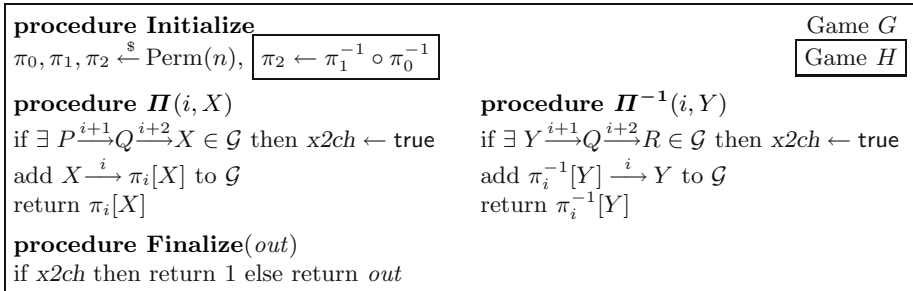 procedure Initialize Game G
π₀, π₁, π₂ ←$ Perm(n), π₂ ← π₁⁻¹ ∘ π₀⁻¹ Game H
procedure Π(i, X)
if ∃ P —i+1→ Q —i+2→ X ∈ 𝒢 then x2ch ← true
add X —i→ πᵢ[X] to 𝒢
return πᵢ[X]
procedure Π⁻¹(i, Y)
if ∃ Y —i+1→ Q —i+2→ R ∈ 𝒢 then x2ch ← true
add πᵢ⁻¹[Y] —i→ Y to 𝒢
return πᵢ⁻¹[Y]
procedure Finalize(out)
if x2ch then return 1 else return out